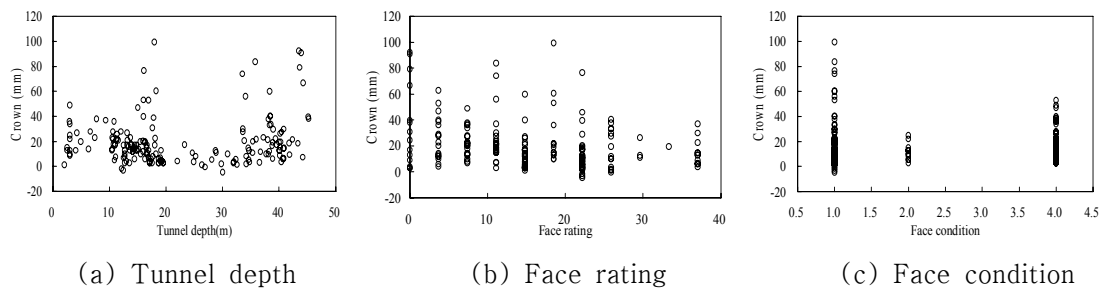 120
100
80
60
40
20
0
-20
Crown (mm)
0 10 20 30 40 50
Tunnel depth(m)
(a) Tunnel depth
120
100
80
60
40
20
0
-20
Crown (mm)
0 10 20 30 40
Face rating
(b) Face rating
120
100
80
60
40
20
0
-20
Crown (mm)
0.5 1.0 1.5 2.0 2.5 3.0 3.5 4.0 4.5
Face condition
(c) Face condition